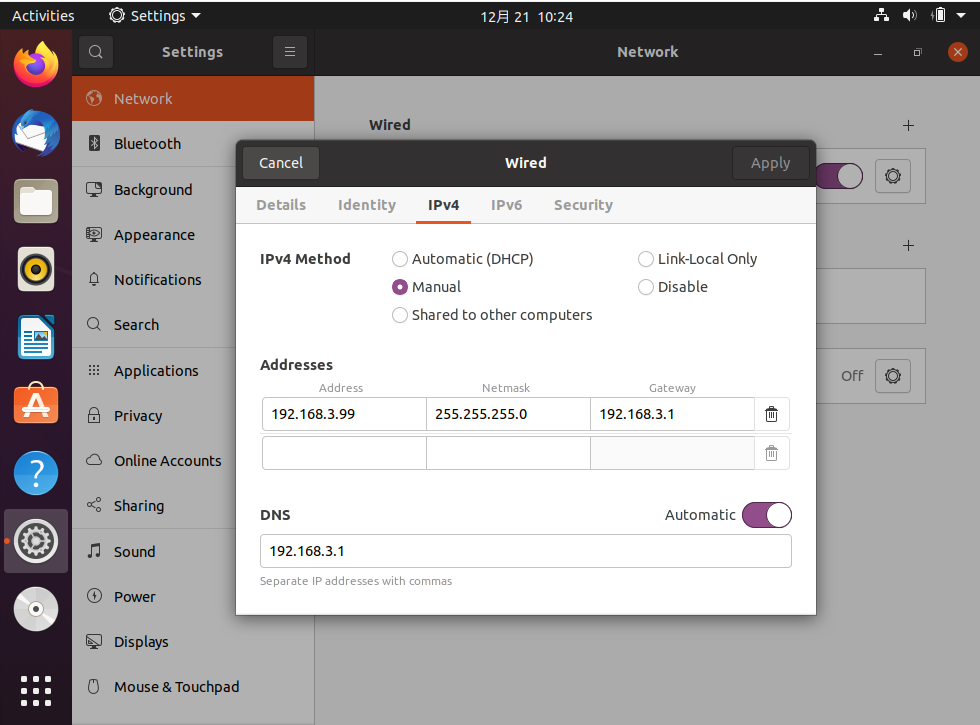 Activities Settings 12月 21 10:24
Settings Network
Network
Bluetooth
Background
Appearance
Notifications
Search
Applications
Privacy
Online Accounts
Sharing
Sound
Power
Displays
Mouse & Touchpad
Wired
Off
Cancel Wired Apply
Details Identity IPv4 IPv6 Security
IPv4 Method Automatic (DHCP) Link-Local Only
Manual Disable
Shared to other computers
Addresses
Address Netmask Gateway
192.168.3.99 255.255.255.0 192.168.3.1
DNS Automatic
192.168.3.1
Separate IP addresses with commas